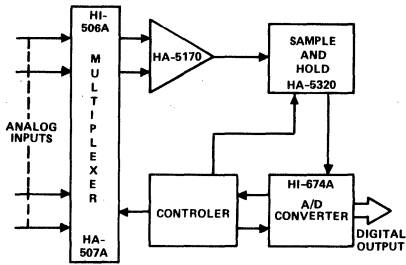 HI-
506A
M
U
L
T
I
P
L
E
X
E
R
HA-
507A
ANALOG
INPUTS
HA-5170
SAMPLE
AND
HOLD
HA-5320
CONTROLER
HI-674A
A/D
CONVERTER
DIGITAL
OUTPUT